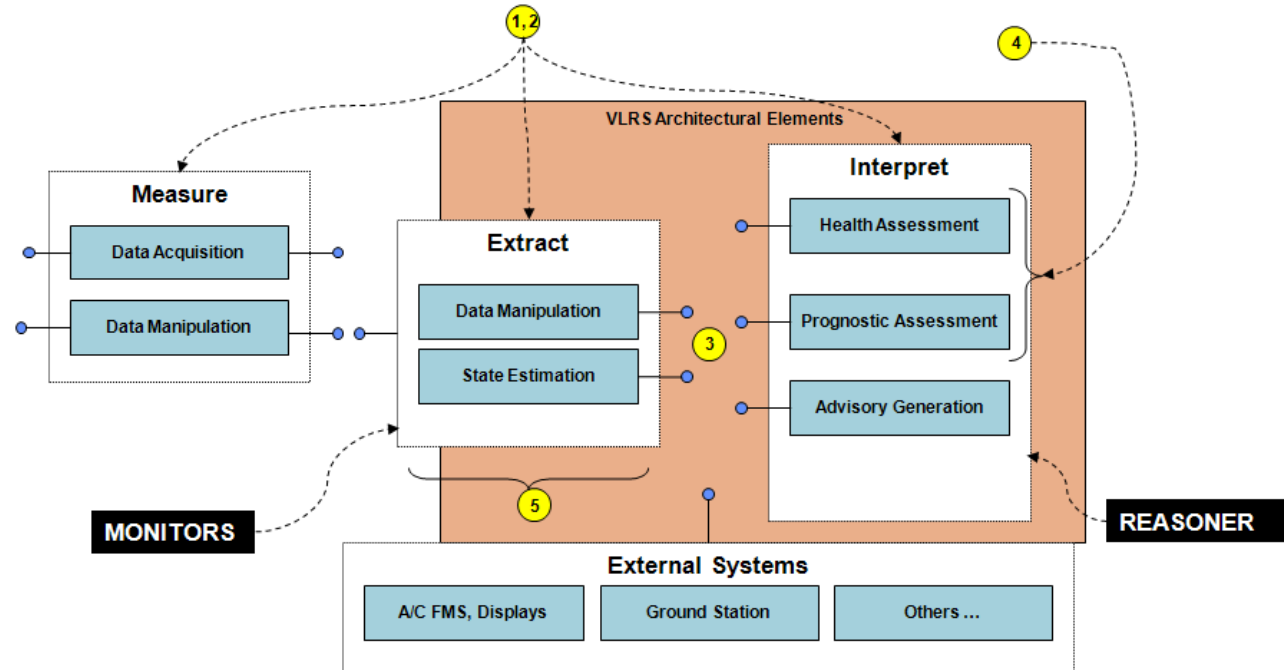 1, 2
4
VLRS Architectural Elements
Measure
Data Acquisition
Data Manipulation
Extract
Data Manipulation
State Estimation
3
Interpret
Health Assessment
Prognostic Assessment
Advisory Generation
5
MONITORS
REASONER
External Systems
A/C FMS, Displays
Ground Station
Others ...